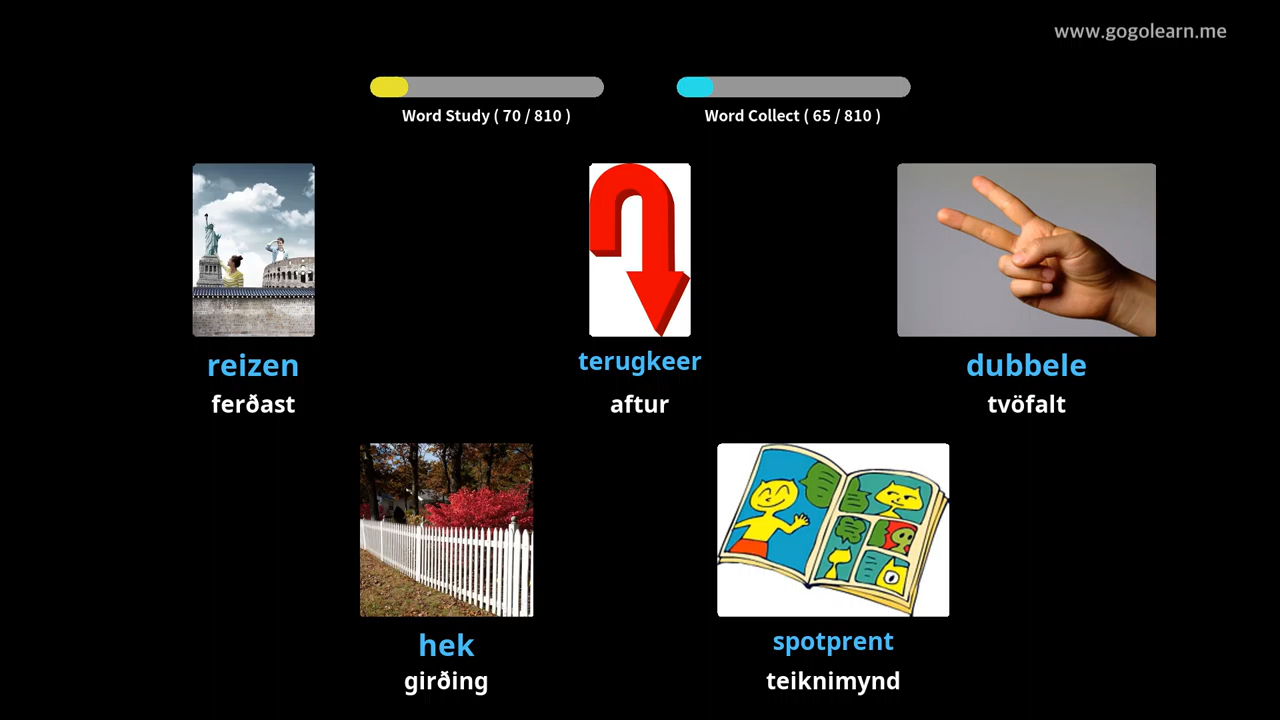 www.gogolearn.me
Word Study ( 70 / 810 )
Word Collect ( 65 / 810 )
reizen
ferðast
terugkeer
aftur
dubbele
tvöfalt
hek
girðing
spotprent
teiknimynd